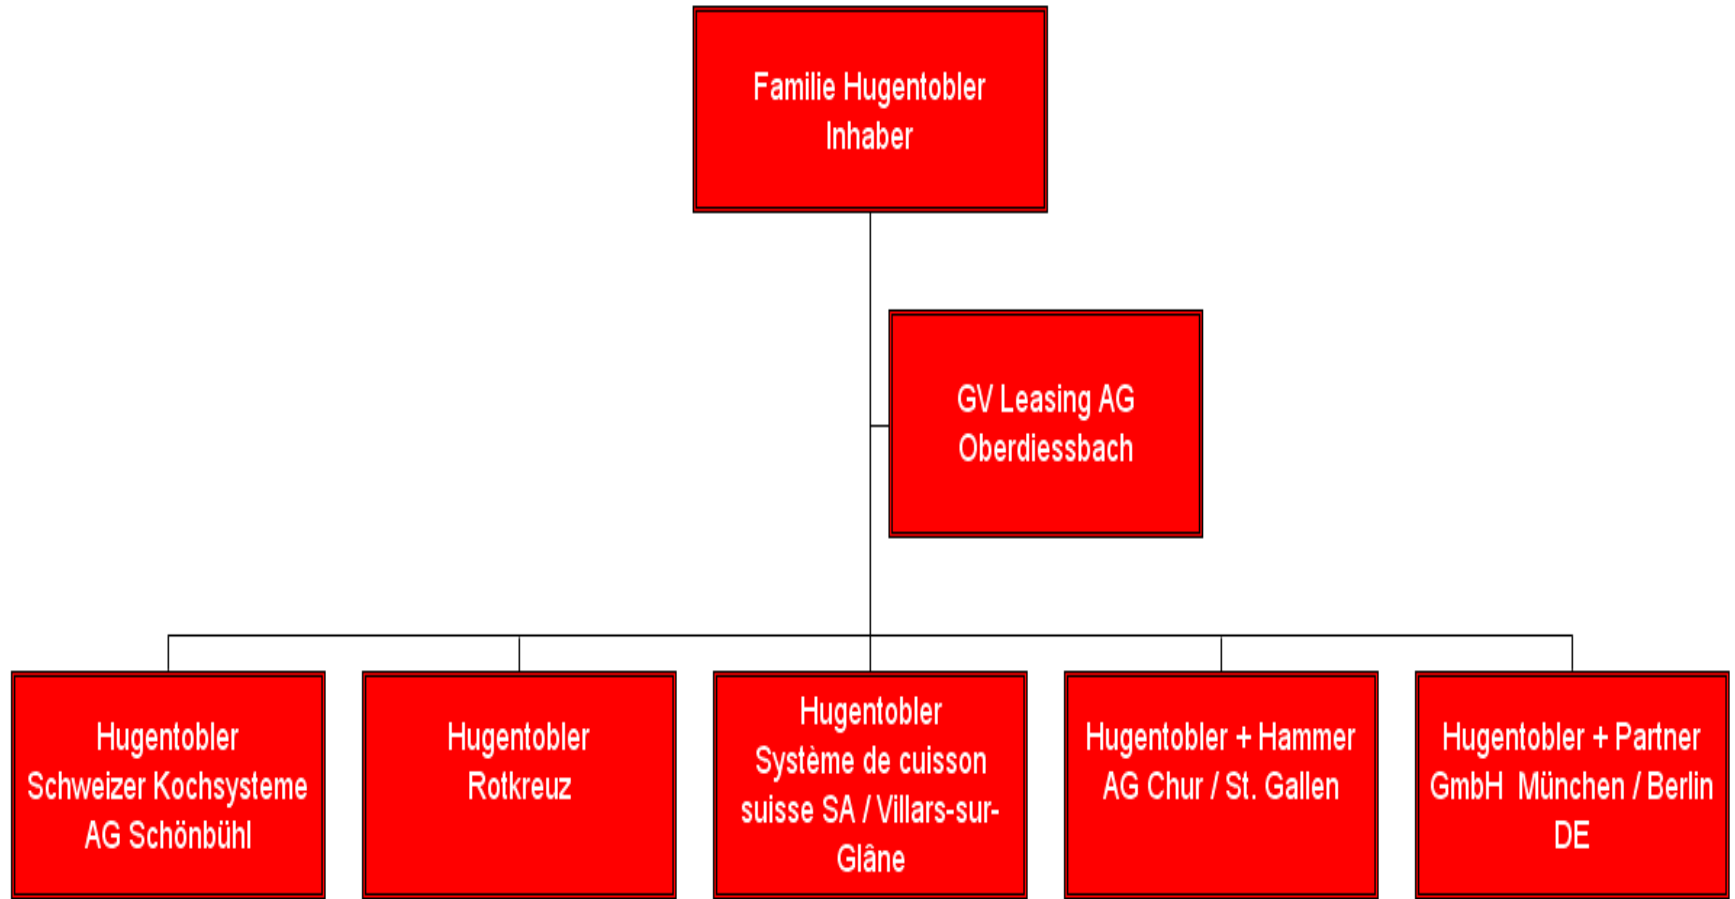 Familie Hugentobler
Inhaber
GV Leasing AG
Oberdiessbach
Hugentobler
Schweizer Kochsysteme
AG Schönbühl
Hugentobler
Rotkreuz
Hugentobler
Système de cuisson
suisse SA / Villars-sur-
Glâne
Hugentobler + Hammer
AG Chur / St. Gallen
Hugentobler + Partner
GmbH  München / Berlin
DE